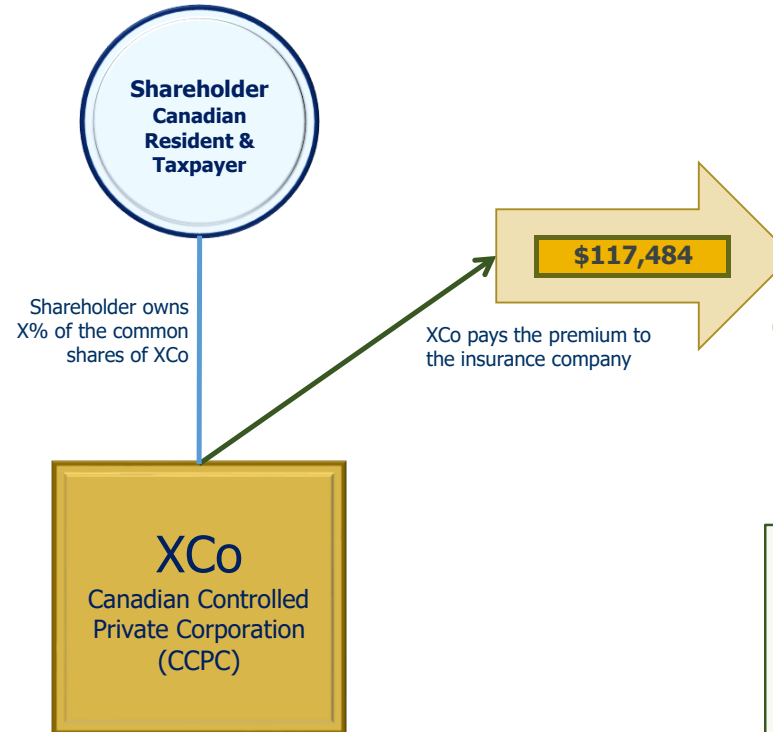 Shareholder
Canadian
Resident &
Taxpayer
$117,484
Shareholder owns
X% of the common
shares of XCo
XCo pays the premium to
the insurance company
XCo
Canadian Controlled
Private Corporation
(CCPC)